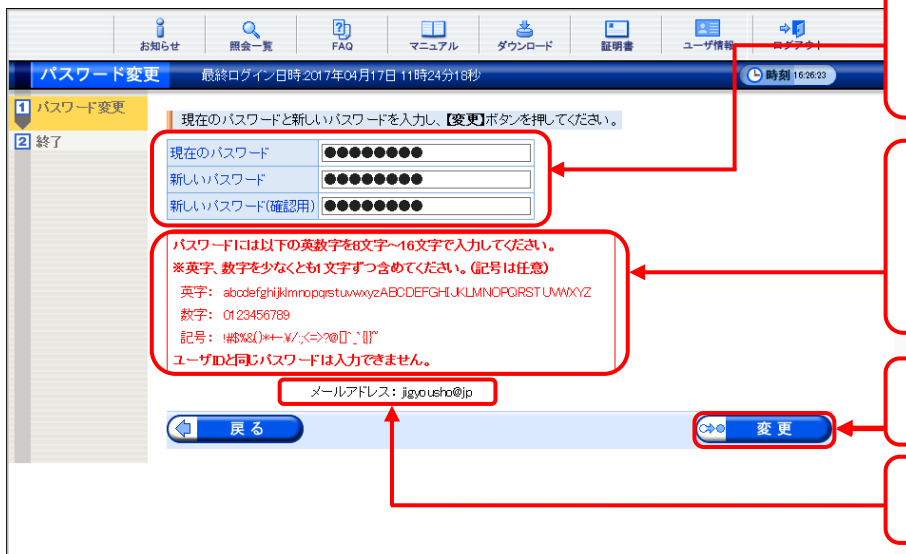 お知らせ 照会一覧 FAQ マニュアル ダウンロード 証明書 ユーザ情報 ログアウト
パスワード変更 最終ログイン日時:2017年04月17日 11時24分18秒 時刻 16:26:23
1 パスワード変更
現在のパスワードと新しいパスワードを入力し、【変更】ボタンを押してください。
2 終了
現在のパスワード ●●●●●●●●
新しいパスワード ●●●●●●●●
新しいパスワード(確認用) ●●●●●●●●
パスワードには以下の英数字を8文字~16文字で入力してください。
※英字、数字を少なくとも1文字ずつ含めてください。(記号は任意)
英字: abcdefghijklmnopqrstuvwxyzABCDEFGHIJKLMNOPQRSTUVWXYZ
数字: 0123456789
記号:
ユーザIDと同じパスワードは入力できません。
メールアドレス: jigyousho@jp
戻る 変更